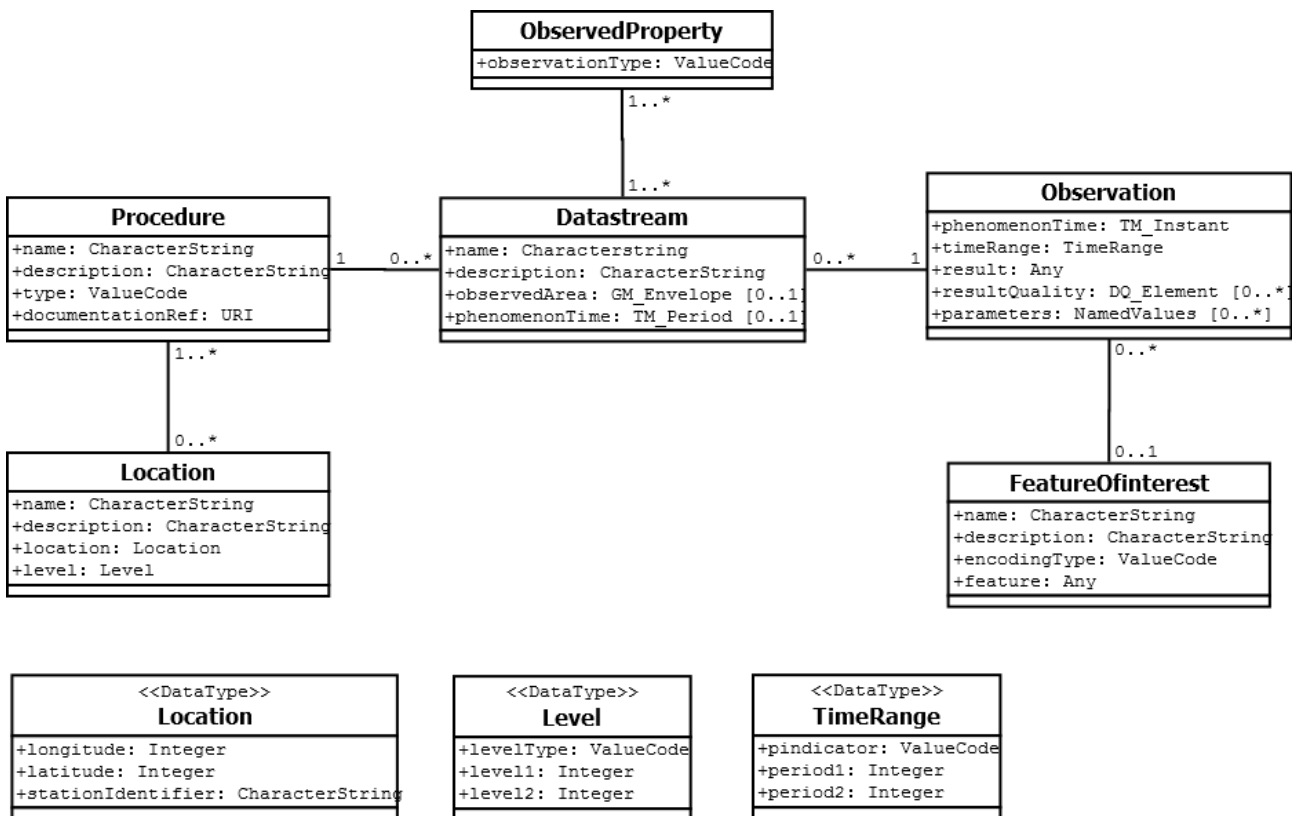 ObservedProperty
+observationType: ValueCode
1..*
1..*
Procedure
+name: CharacterString
+description: CharacterString
+type: ValueCode
+documentationRef: URI
1
0..*
Datastream
+name: Characterstring
+description: CharacterString
+observedArea: GM_Envelope [0..1]
+phenomenonTime: TM_Period [0..1]
0..*
1
Observation
+phenomenonTime: TM_Instant
+timeRange: TimeRange
+result: Any
+resultQuality: DQ_Element [0..*]
+parameters: NamedValues [0..*]
1..*
0..*
Location
+name: CharacterString
+description: CharacterString
+location: Location
+level: Level
0..*
0..1
FeatureOfinterest
+name: CharacterString
+description: CharacterString
+encodingType: ValueCode
+feature: Any
<<DataType>>
Location
+longitude: Integer
+latitude: Integer
+stationIdentifier: CharacterString
<<DataType>>
Level
+levelType: ValueCode
+level1: Integer
+level2: Integer
<<DataType>>
TimeRange
+pindicator: ValueCode
+period1: Integer
+period2: Integer